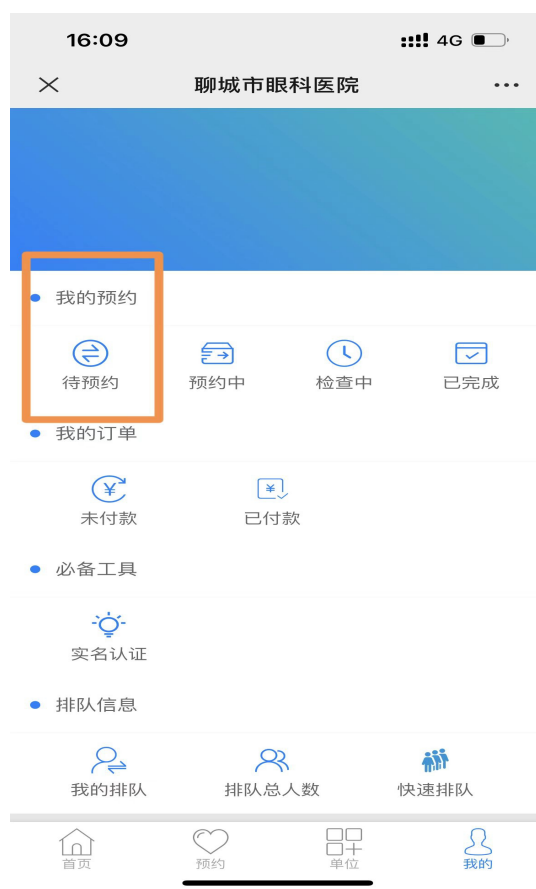 16:09 4G
聊城市眼科医院
我的预约
待预约 预约中 检查中 已完成
我的订单
¥ ¥
未付款 已付款
必备工具
实名认证
排队信息
我的排队 排队总人数 快速排队
首页 预约 单位 我的